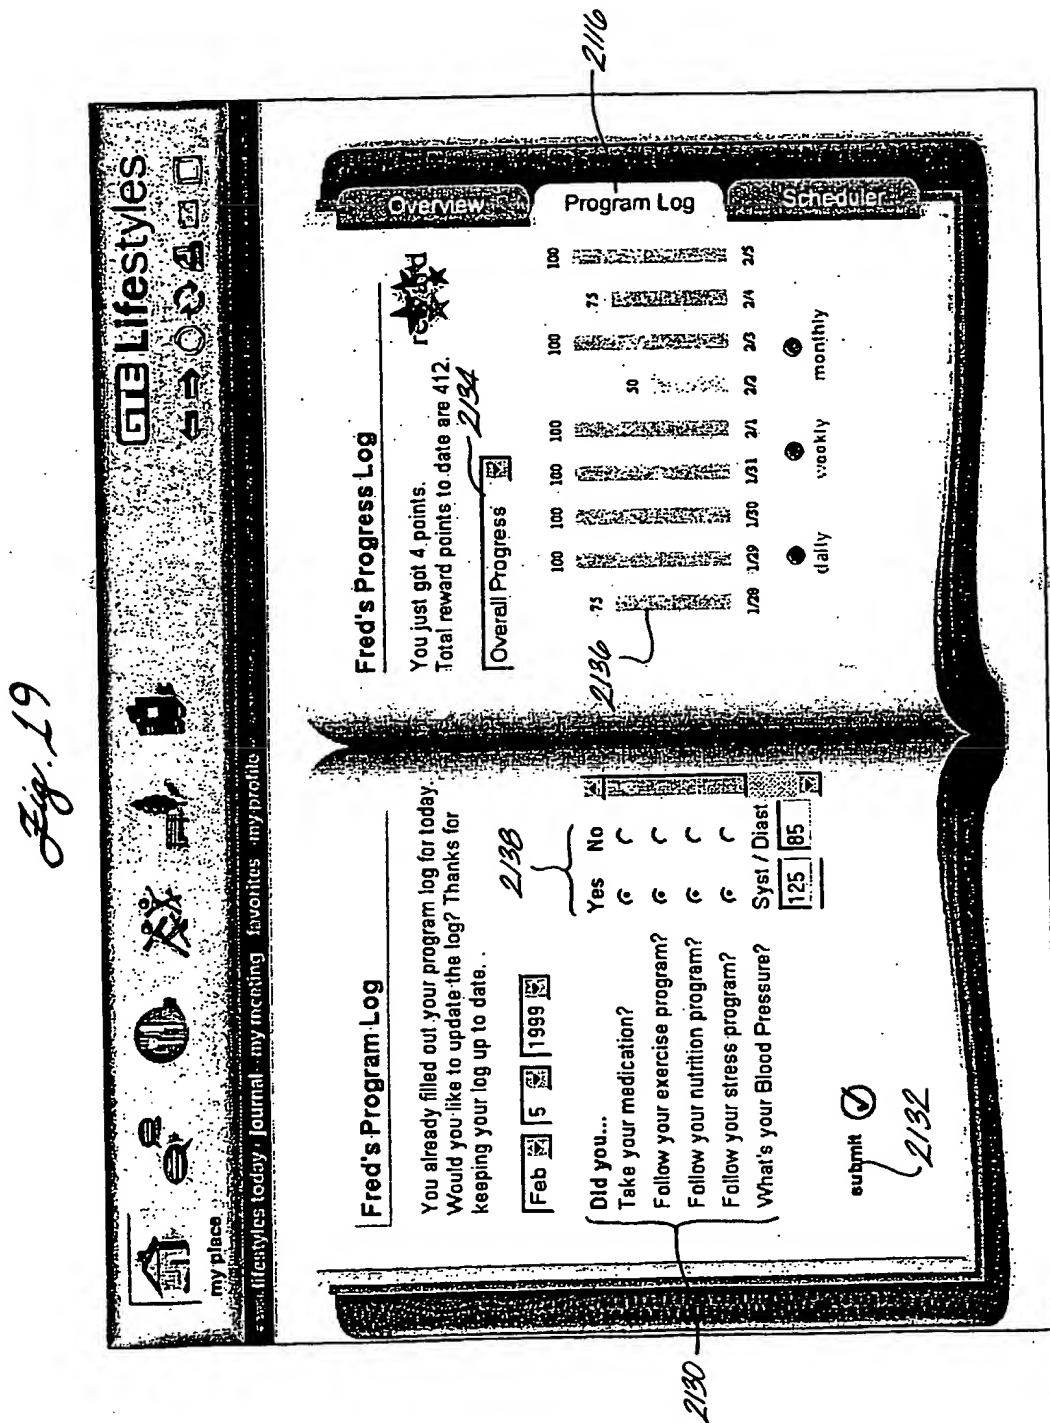 Fig. 19
GTE Lifestyles
my place
lifestyles today journal my meeting favorites my profile
Fred's Program Log
You already filled out your program log for today.
Would you like to update the log? Thanks for
keeping your log up to date.
Feb 5 1999
2138
Did you... Yes No
Take your medication?
Follow your exercise program?
Follow your nutrition program?
Follow your stress program?
Syst / Diast
What's your Blood Pressure? 125 85
submit
2132
2130
Fred's Progress Log
You just got 4 points.
Total reward points to date are 412.
reward
2134
Overall Progress
2136
75 100 100 100 100 50 100 75 100
1/28 1/29 1/30 1/31 2/1 2/2 2/3 2/4 2/5
daily weekly monthly
Overview
Program Log
Scheduler
2116